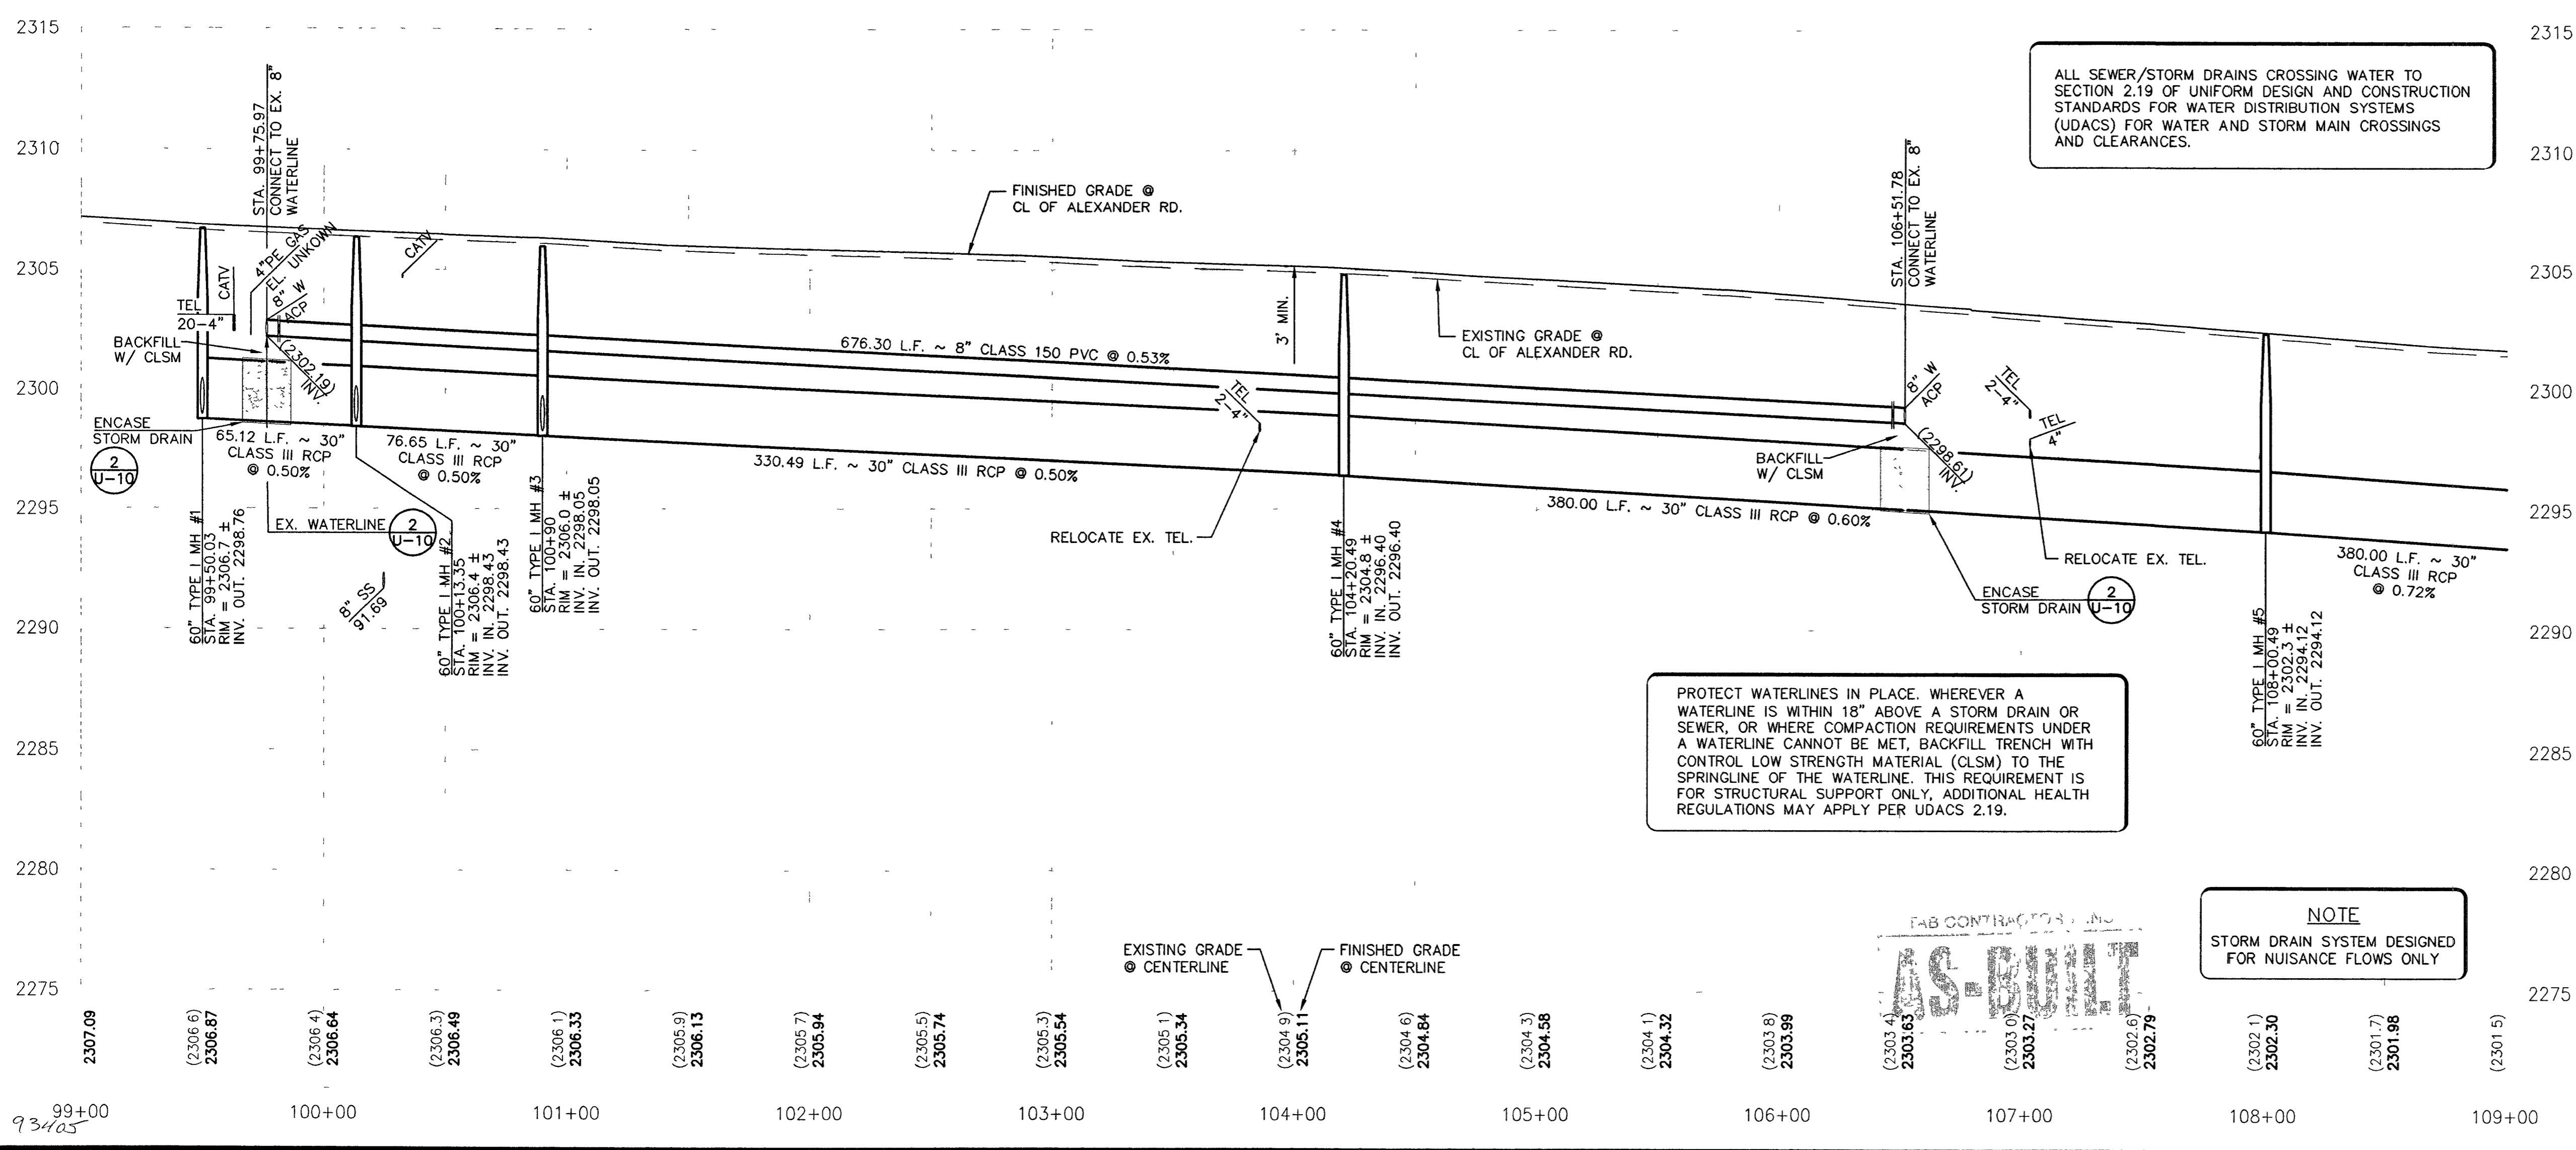 2315
2310
2305
2300
2295
2290
2285
2280
2275
2315
2310
2305
2300
2295
2290
2285
2280
2275
ALL SEWER/STORM DRAINS CROSSING WATER TO
SECTION 2.19 OF UNIFORM DESIGN AND CONSTRUCTION
STANDARDS FOR WATER DISTRIBUTION SYSTEMS
(UDACS) FOR WATER AND STORM MAIN CROSSINGS
AND CLEARANCES.
STA. 99+75.97
CONNECT TO EX. 8"
WATERLINE
4"PE GAS
EL. UNKOWN
CATV
CATV
TEL
20-4"
8" W
ACP
BACKFILL
W/ CLSM
(2302.19)
INV.
ENCASE
STORM DRAIN
2
U-10
65.12 L.F. ~ 30"
CLASS III RCP
@ 0.50%
76.65 L.F. ~ 30"
CLASS III RCP
@ 0.50%
EX. WATERLINE
2
U-10
8" SS
91.69
60" TYPE I MH #1
STA. 99+50.03
RIM = 2306.7 ±
INV. OUT. 2298.76
60" TYPE I MH #2
STA. 100+13.35
RIM = 2306.4 ±
INV. IN. 2298.43
INV. OUT. 2298.43
60" TYPE I MH #3
STA. 100+90
RIM = 2306.0 ±
INV. IN. 2298.05
INV. OUT. 2298.05
FINISHED GRADE @
CL OF ALEXANDER RD.
676.30 L.F. ~ 8" CLASS 150 PVC @ 0.53%
3' MIN.
EXISTING GRADE @
CL OF ALEXANDER RD.
TEL
2-4"
330.49 L.F. ~ 30" CLASS III RCP @ 0.50%
RELOCATE EX. TEL.
60" TYPE I MH #4
STA. 104+20.49
RIM = 2304.8 ±
INV. IN. 2296.40
INV. OUT. 2296.40
380.00 L.F. ~ 30" CLASS III RCP @ 0.60%
STA. 106+51.78
CONNECT TO EX. 8"
WATERLINE
8" W
ACP
BACKFILL
W/ CLSM
(2298.61)
INV.
TEL
2-4"
TEL
4"
RELOCATE EX. TEL.
ENCASE
STORM DRAIN
2
U-10
380.00 L.F. ~ 30"
CLASS III RCP
@ 0.72%
60" TYPE I MH #5
STA. 108+00.49
RIM = 2302.3 ±
INV. IN. 2294.12
INV. OUT. 2294.12
PROTECT WATERLINES IN PLACE. WHEREVER A
WATERLINE IS WITHIN 18" ABOVE A STORM DRAIN OR
SEWER, OR WHERE COMPACTION REQUIREMENTS UNDER
A WATERLINE CANNOT BE MET, BACKFILL TRENCH WITH
CONTROL LOW STRENGTH MATERIAL (CLSM) TO THE
SPRINGLINE OF THE WATERLINE. THIS REQUIREMENT IS
FOR STRUCTURAL SUPPORT ONLY, ADDITIONAL HEALTH
REGULATIONS MAY APPLY PER UDACS 2.19.
NOTE
STORM DRAIN SYSTEM DESIGNED
FOR NUISANCE FLOWS ONLY
AS-BUILT
EXISTING GRADE
@ CENTERLINE
FINISHED GRADE
@ CENTERLINE
2307.09
(2306 6)
2306.87
(2306 4)
2306.64
(2306.3)
2306.49
(2306 1)
2306.33
(2305.9)
2306.13
(2305 7)
2305.94
(2305.5)
2305.74
(2305.3)
2305.54
(2305 1)
2305.34
(2304 9)
2305.11
(2304 6)
2304.84
(2304 3)
2304.58
(2304 1)
2304.32
(2303 8)
2303.99
(2303 4)
2303.63
(2303 0)
2303.27
(2302.6)
2302.79
(2302 1)
2302.30
(2301.7)
2301.98
(2301 5)
99+00
100+00
101+00
102+00
103+00
104+00
105+00
106+00
107+00
108+00
109+00
93405